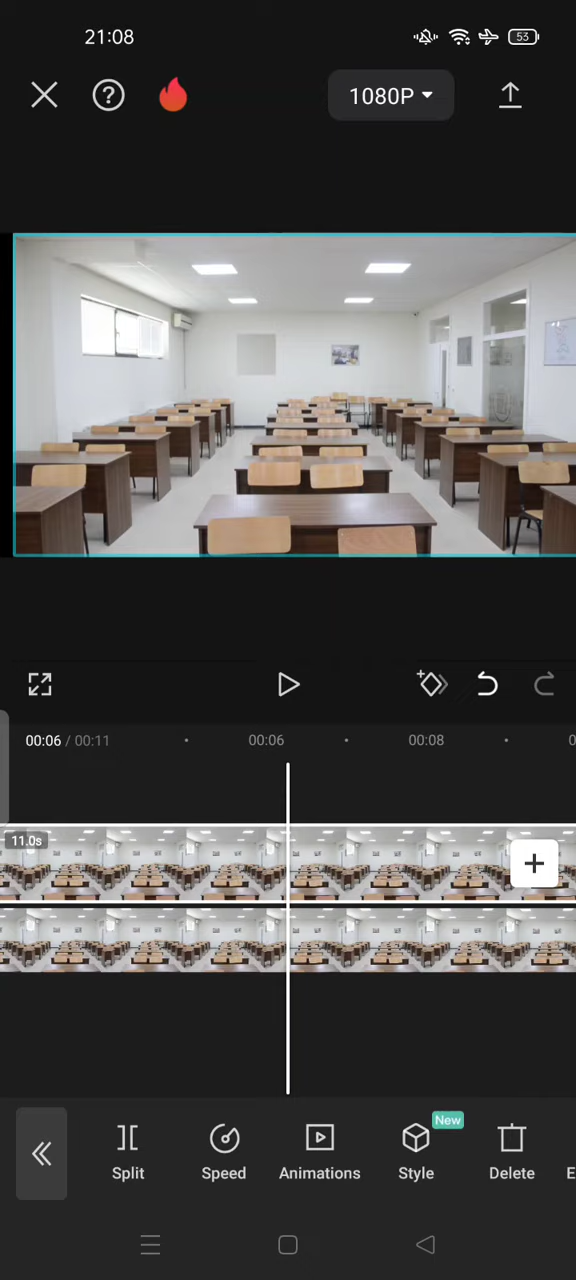 21:08
53
?
1080P
00:06 / 00:11
00:06
00:08
11.0s
+
New
Split
Speed
Animations
Style
Delete